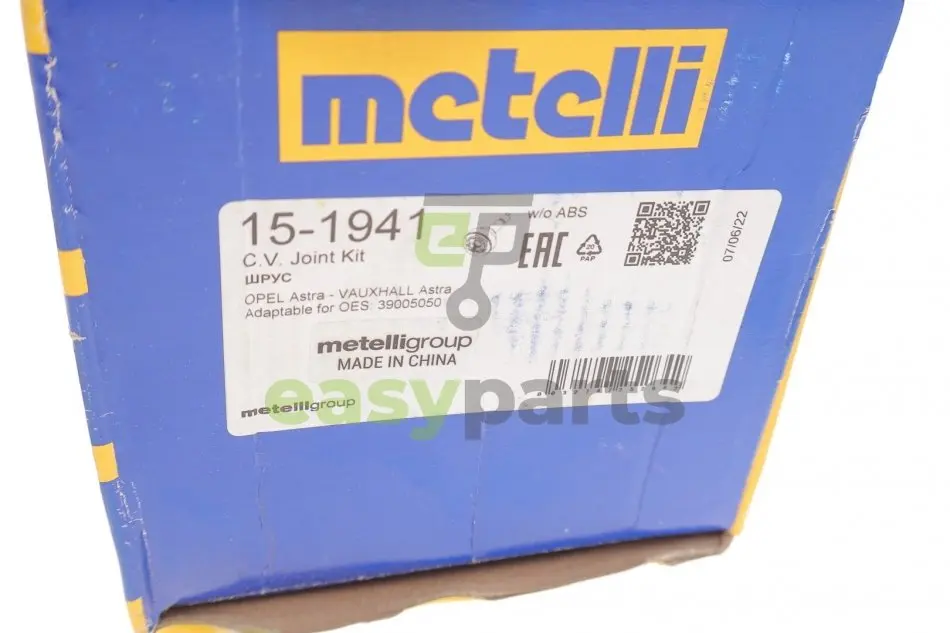 metelli
15-1941
C.V. Joint Kit
ШРУС
OPEL Astra - VAUXHALL Astra
Adaptable for OES: 39005050
w/o ABS
EAC
20
PAP
07/06/22
metelligroup
MADE IN CHINA
metelligroup
easyparts